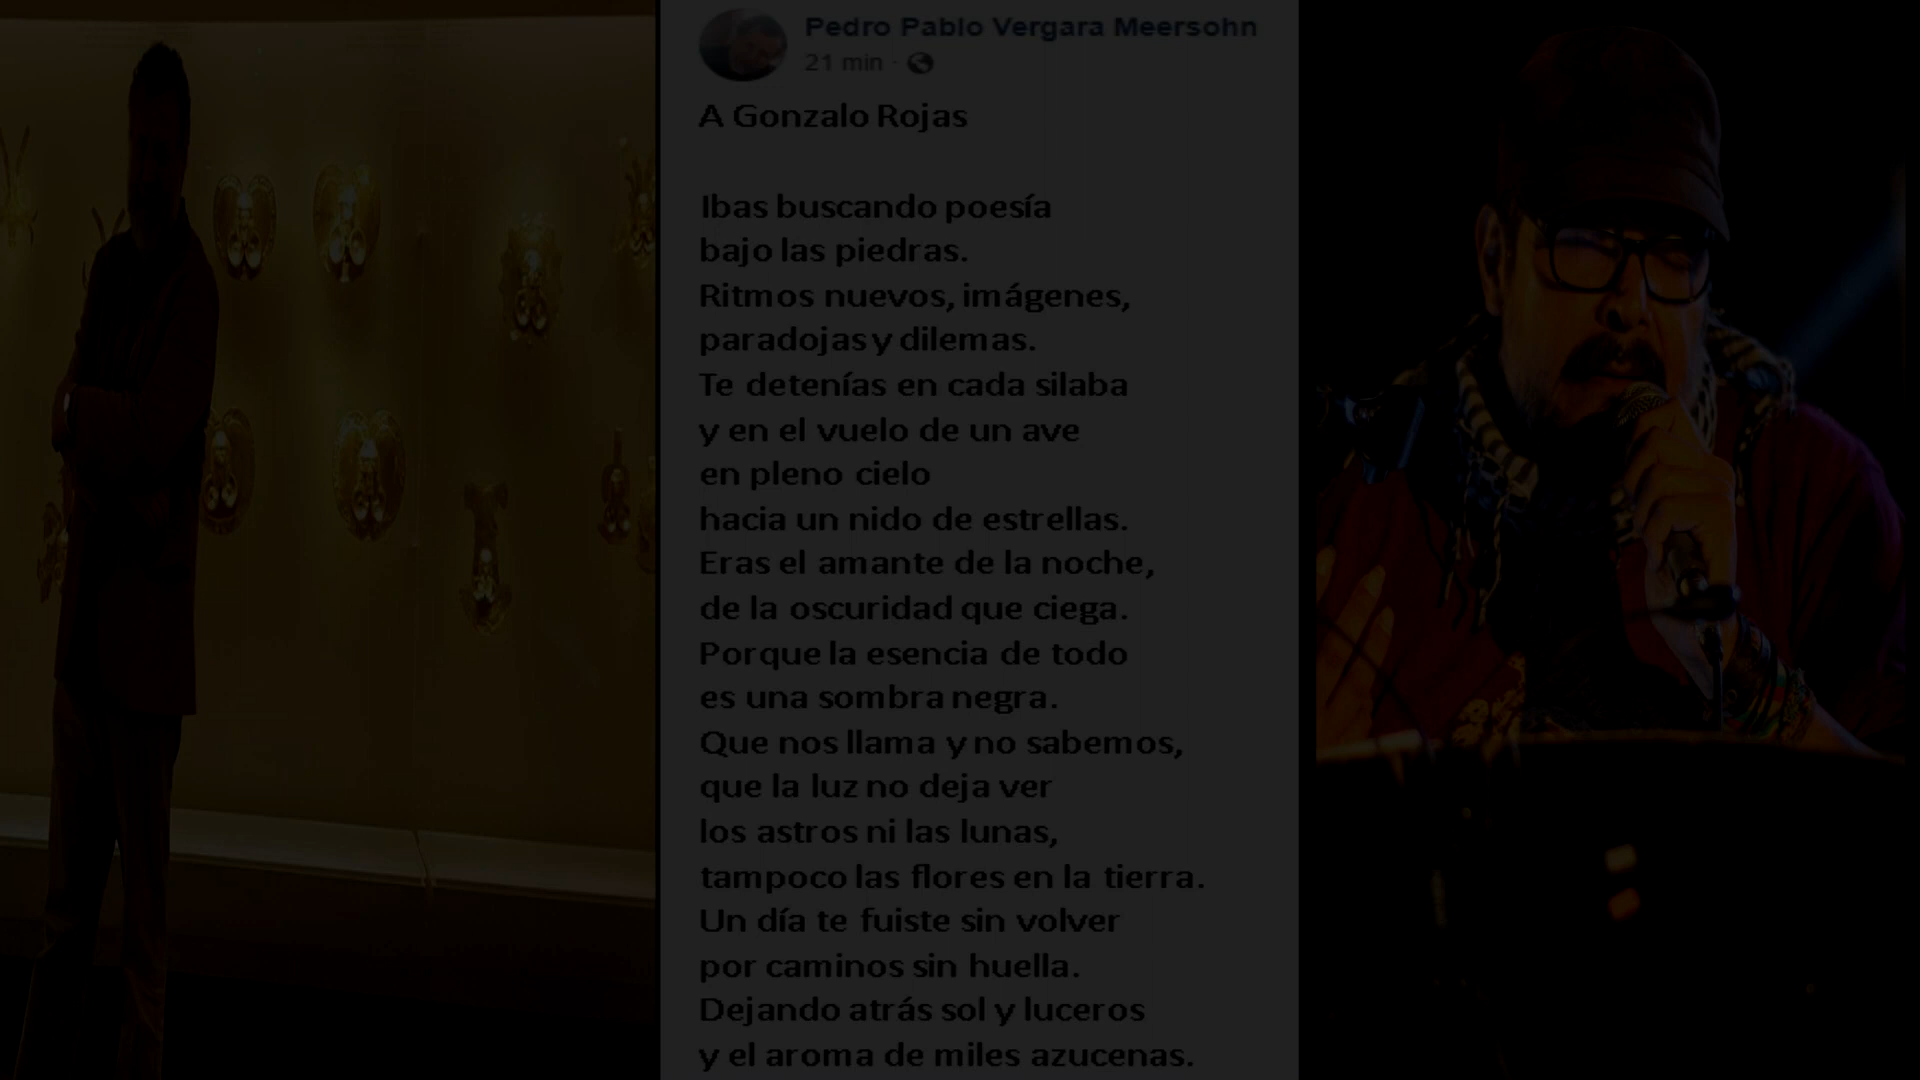 Pedro Pablo Vergara Meersohn
21 min ·
A Gonzalo Rojas
Ibas buscando poesía
bajo las piedras.
Ritmos nuevos, imágenes,
paradojas y dilemas.
Te detenías en cada silaba
y en el vuelo de un ave
en pleno cielo
hacia un nido de estrellas.
Eras el amante de la noche,
de la oscuridad que ciega.
Porque la esencia de todo
es una sombra negra.
Que nos llama y no sabemos,
que la luz no deja ver
los astros ni las lunas,
tampoco las flores en la tierra.
Un día te fuiste sin volver
por caminos sin huella.
Dejando atrás sol y luceros
y el aroma de miles azucenas.